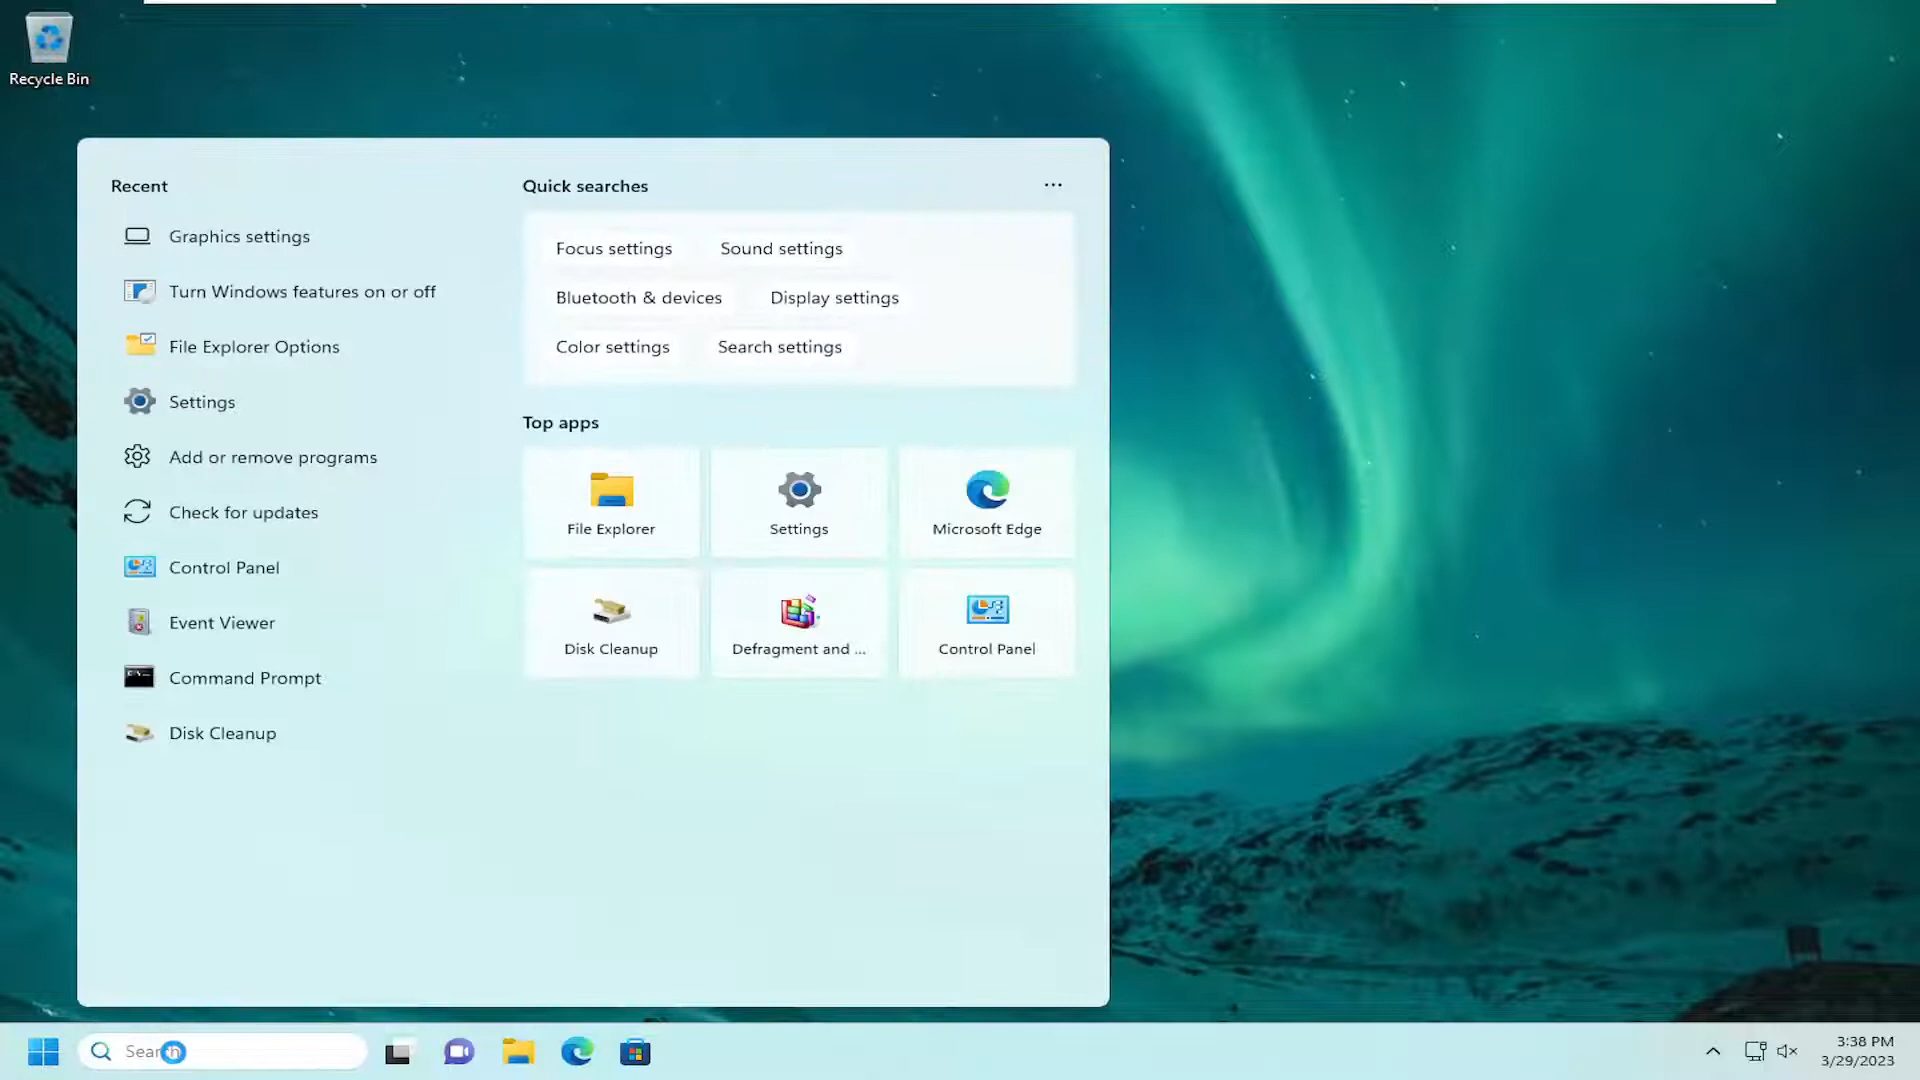 Recycle Bin
Recent
Graphics settings
Turn Windows features on or off
File Explorer Options
Settings
Add or remove programs
Check for updates
Control Panel
Event Viewer
Command Prompt
Disk Cleanup
Quick searches
Focus settings
Sound settings
Bluetooth & devices
Display settings
Color settings
Search settings
Top apps
File Explorer
Settings
Microsoft Edge
Disk Cleanup
Defragment and ...
Control Panel
Search
3:38 PM
3/29/2023